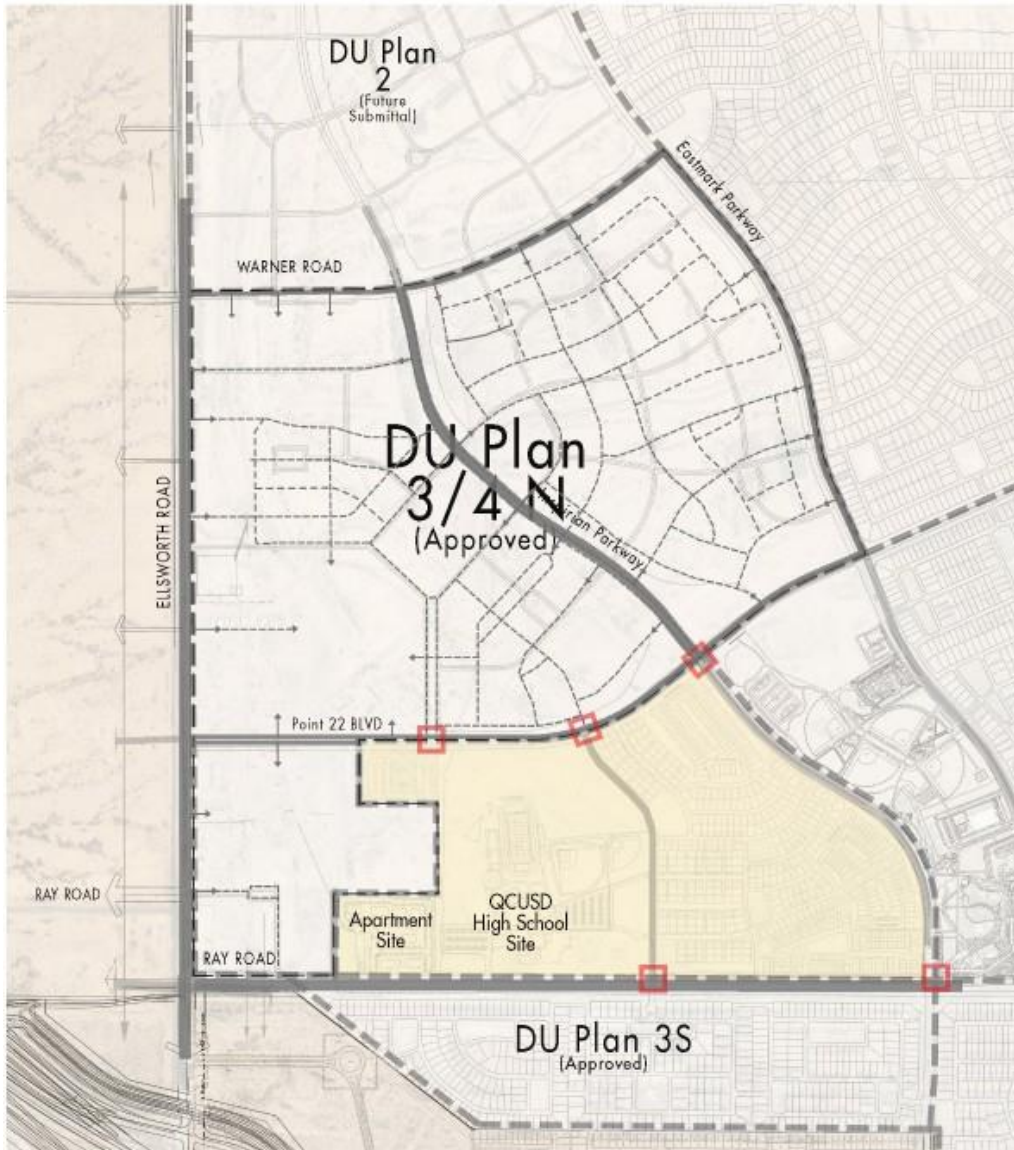 DU Plan
2
(Future
Submittal)
Eastmark Parkway
WARNER ROAD
DU Plan
3/4 N
(Approved)
Parkway
ELLSWORTH ROAD
Point 22 BLVD
RAY ROAD
Apartment
Site
QCUSD
High School
Site
RAY ROAD
DU Plan 3S
(Approved)